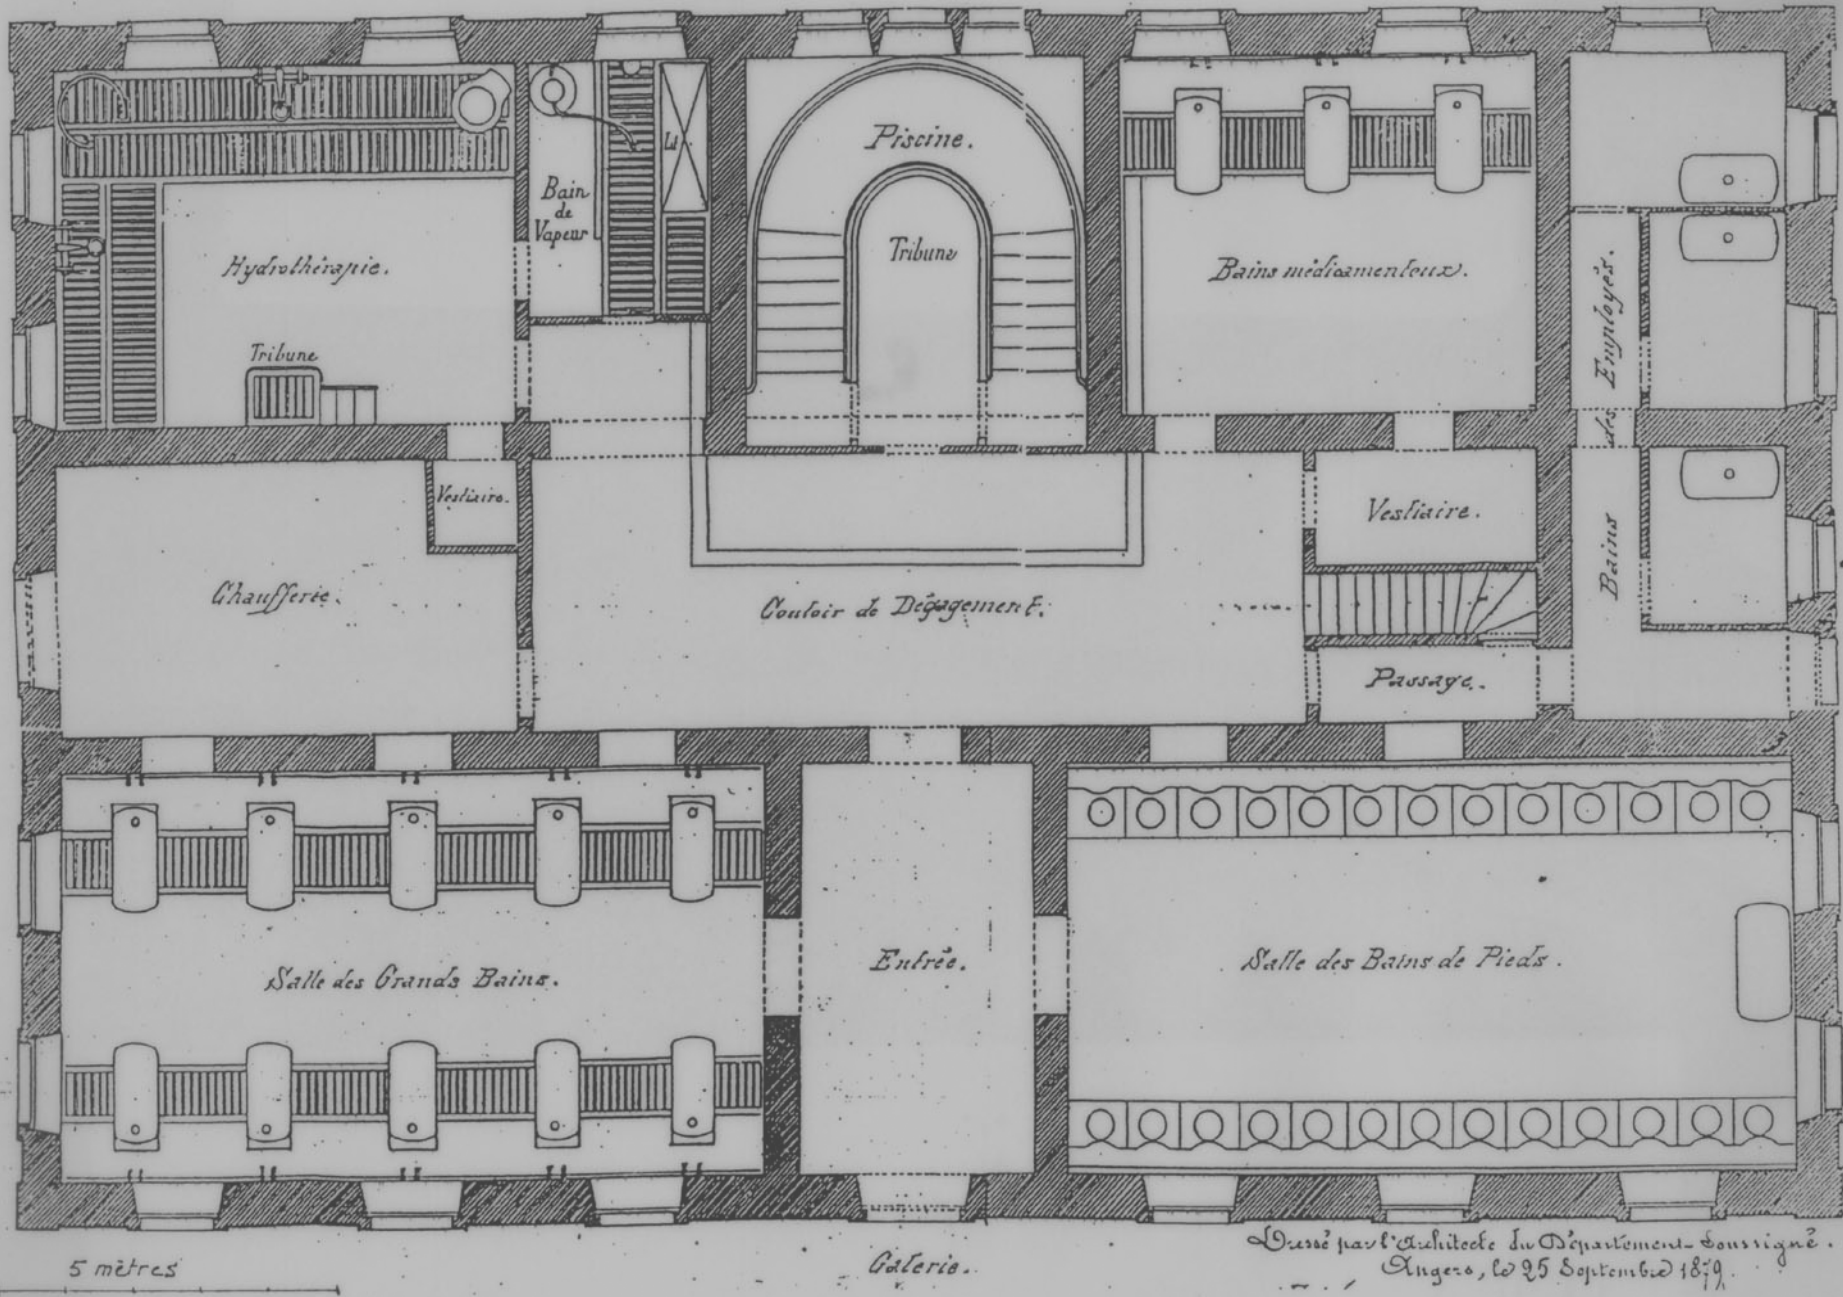 Piscine.
Bain
de
Vapeur
Lit
Tribune
Hydrothérapie.
Bains médicamenteux.
Tribune
Bains des Employés.
Vestiaire.
Vestiaire.
Chaufferie.
Couloir de Dégagement.
Passage.
Salle des Grands Bains.
Entrée.
Salle des Bains de Pieds.
5 mètres
Galerie.
Dressé par l'Architecte du Département soussigné.
Angers, le 25 Septembre 1879.